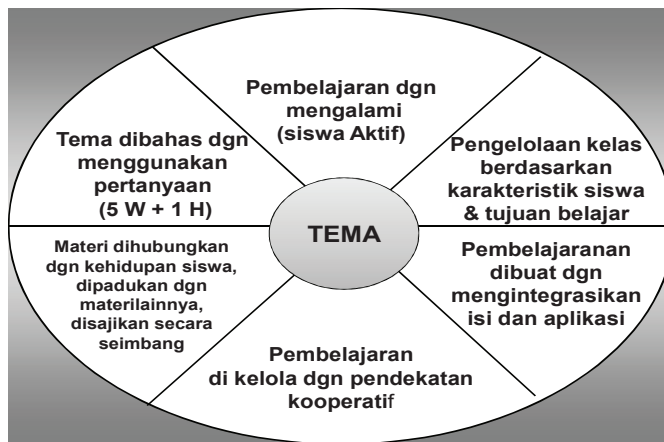 Pembelajaran dgn
mengalami
(siswa Aktif)
Pengelolaan kelas
berdasarkan
karakteristik siswa
& tujuan belajar
Pembelajaranan
dibuat dgn
mengintegrasikan
isi dan aplikasi
Pembelajaran
di kelola dgn pendekatan
kooperatif
Materi dihubungkan
dgn kehidupan siswa,
dipadukan dgn
materilainnya,
disajikan secara
seimbang
Tema dibahas dgn
menggunakan
pertanyaan
(5 W + 1 H)
TEMA